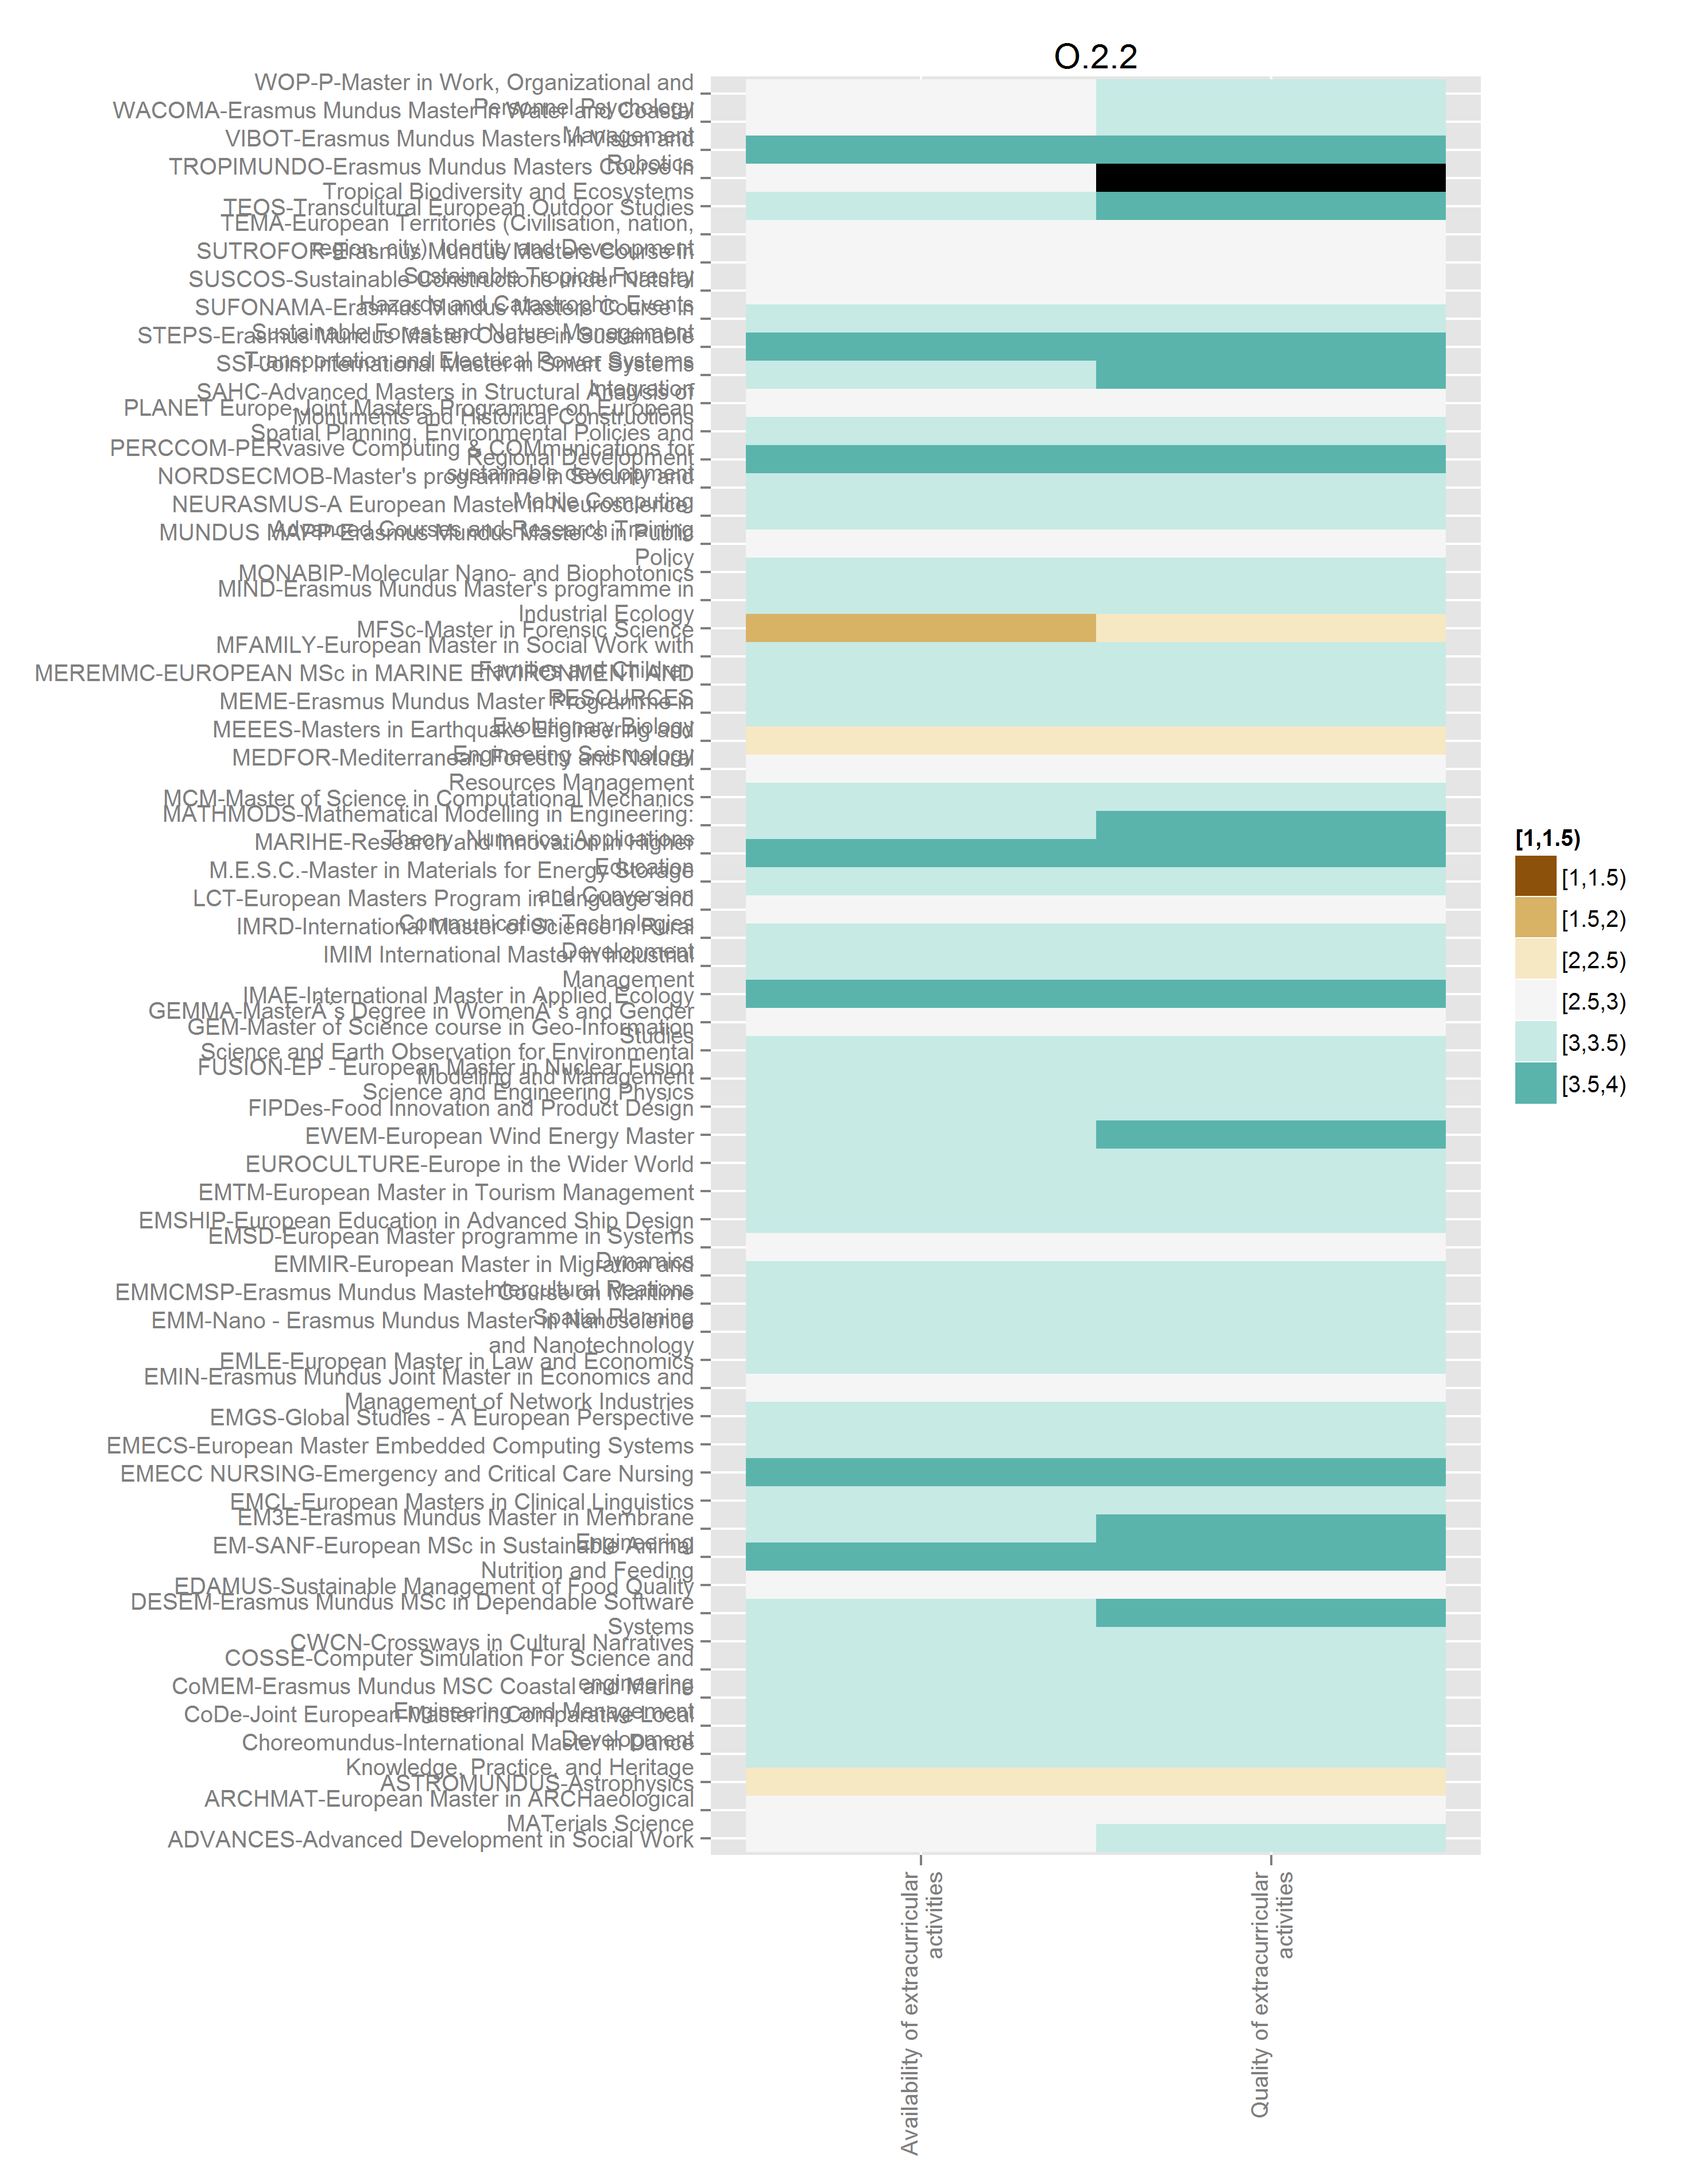 O.2.2
WOP-P-Master in Work, Organizational and
Personnel Psychology
WACOMA-Erasmus Mundus Master in Water and Coastal
Management
VIBOT-Erasmus Mundus Masters in Vision and
Robotics
TROPIMUNDO-Erasmus Mundus Masters Course in
Tropical Biodiversity and Ecosystems
TEOS-Transcultural European Outdoor Studies
TEMA-European Territories (Civilisation, nation,
region, city): Identity and Development
SUTROFOR-Erasmus Mundus Masters Course in
Sustainable Tropical Forestry
SUSCOS-Sustainable Constructions under Natural
Hazards and Catastrophic Events
SUFONAMA-Erasmus Mundus Masters Course in
Sustainable Forest and Nature Management
STEPS-Erasmus Mundus Master Course in Sustainable
Transportation and Electrical Power Systems
SSI-Joint International Master in Smart Systems
Integration
SAHC-Advanced Masters in Structural Analysis of
Monuments and Historical Constructions
PLANET Europe-Joint Masters Programme on European
Spatial Planning, Environmental Policies and
Regional Development
PERCCOM-PERvasive Computing & COMmunications for
sustainable development
NORDSECMOB-Master's programme in Security and
Mobile Computing
NEURASMUS-A European Master in Neuroscience:
Advanced Courses and Research Training
MUNDUS MAPP-Erasmus Mundus Master's in Public
Policy
MONABIP-Molecular Nano- and Biophotonics
MIND-Erasmus Mundus Master's programme in
Industrial Ecology
MFSc-Master in Forensic Science
MFAMILY-European Master in Social Work with
Families and Children
MEREMMC-EUROPEAN MSc in MARINE ENVIRONMENT AND
RESOURCES
MEME-Erasmus Mundus Master Programme in
Evolutionary Biology
MEEES-Masters in Earthquake Engineering and
Engineering Seismology
MEDFOR-Mediterranean Forestry and Natural
Resources Management
MCM-Master of Science in Computational Mechanics
MATHMODS-Mathematical Modelling in Engineering:
Theory, Numerics, Applications
MARIHE-Research and Innovation in Higher
Education
M.E.S.C.-Master in Materials for Energy Storage
and Conversion
LCT-European Masters Program in Language and
Communication Technologies
IMRD-International Master of Science in Rural
Development
IMIM International Master in Industrial
Management
IMAE-International Master in Applied Ecology
GEMMA-MasterÂ´s Degree in WomenÂ´s and Gender
Studies
GEM-Master of Science course in Geo-Information
Science and Earth Observation for Environmental
Modelling and Management
FUSION-EP - European Master in Nuclear Fusion
Science and Engineering Physics
FIPDes-Food Innovation and Product Design
EWEM-European Wind Energy Master
EUROCULTURE-Europe in the Wider World
EMTM-European Master in Tourism Management
EMSHIP-European Education in Advanced Ship Design
EMSD-European Master programme in Systems
Dynamics
EMMIR-European Master in Migration and
Intercultural Reations
EMMCMSP-Erasmus Mundus Master Course on Maritime
Spatial Planning
EMM-Nano - Erasmus Mundus Master in Nanoscience
and Nanotechnology
EMLE-European Master in Law and Economics
EMIN-Erasmus Mundus Joint Master in Economics and
Management of Network Industries
EMGS-Global Studies - A European Perspective
EMECS-European Master Embedded Computing Systems
EMECC NURSING-Emergency and Critical Care Nursing
EMCL-European Masters in Clinical Linguistics
EM3E-Erasmus Mundus Master in Membrane
Engineering
EM-SANF-European MSc in Sustainable Animal
Nutrition and Feeding
EDAMUS-Sustainable Management of Food Quality
DESEM-Erasmus Mundus MSc in Dependable Software
Systems
CWCN-Crossways in Cultural Narratives
COSSE-Computer Simulation For Science and
engineering
CoMEM-Erasmus Mundus MSC Coastal and Marine
Engineering and Management
CoDe-Joint European Master in Comparative Local
Development
Choreomundus-International Master in Dance
Knowledge, Practice, and Heritage
ASTROMUNDUS-Astrophysics
ARCHMAT-European Master in ARCHaeological
MATerials Science
ADVANCES-Advanced Development in Social Work
Availability of extracurricular
activities
Quality of extracurricular
activities
[1,1.5)
[1,1.5)
[1.5,2)
[2,2.5)
[2.5,3)
[3,3.5)
[3.5,4)